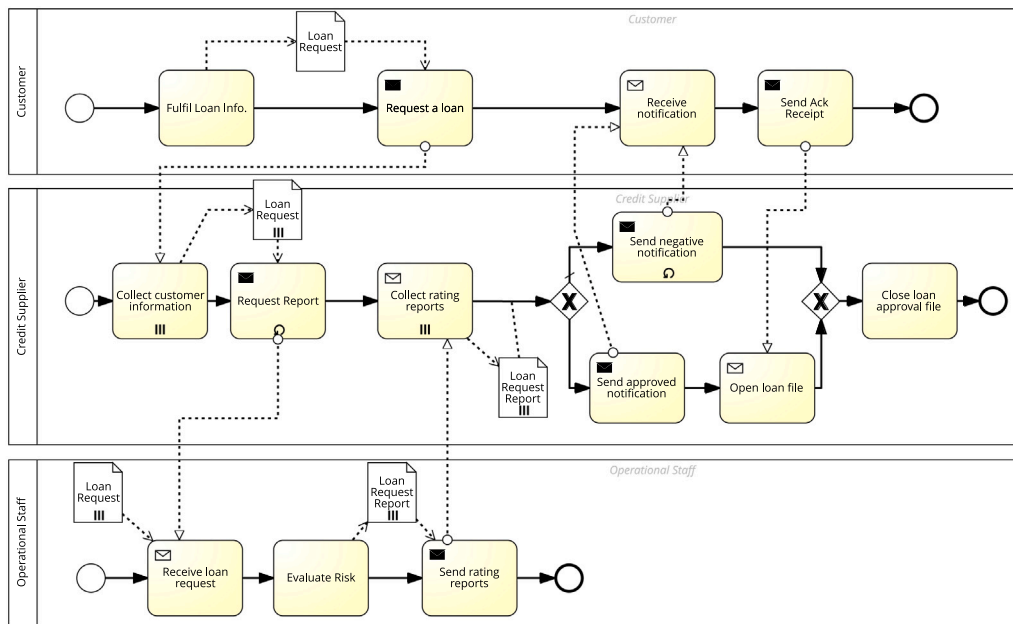 Customer
Customer
Loan
Request
Fulfil Loan Info.
Request a loan
Receive
notification
Send Ack
Receipt
Credit Supplier
Credit Supplier
Loan
Request
Collect customer
information
Request Report
Collect rating
reports
Loan
Request
Report
X
Send negative
notification
Send approved
notification
Open loan file
X
Close loan
approval file
Operational Staff
Operational Staff
Loan
Request
Loan
Request
Report
Receive loan
request
Evaluate Risk
Send rating
reports